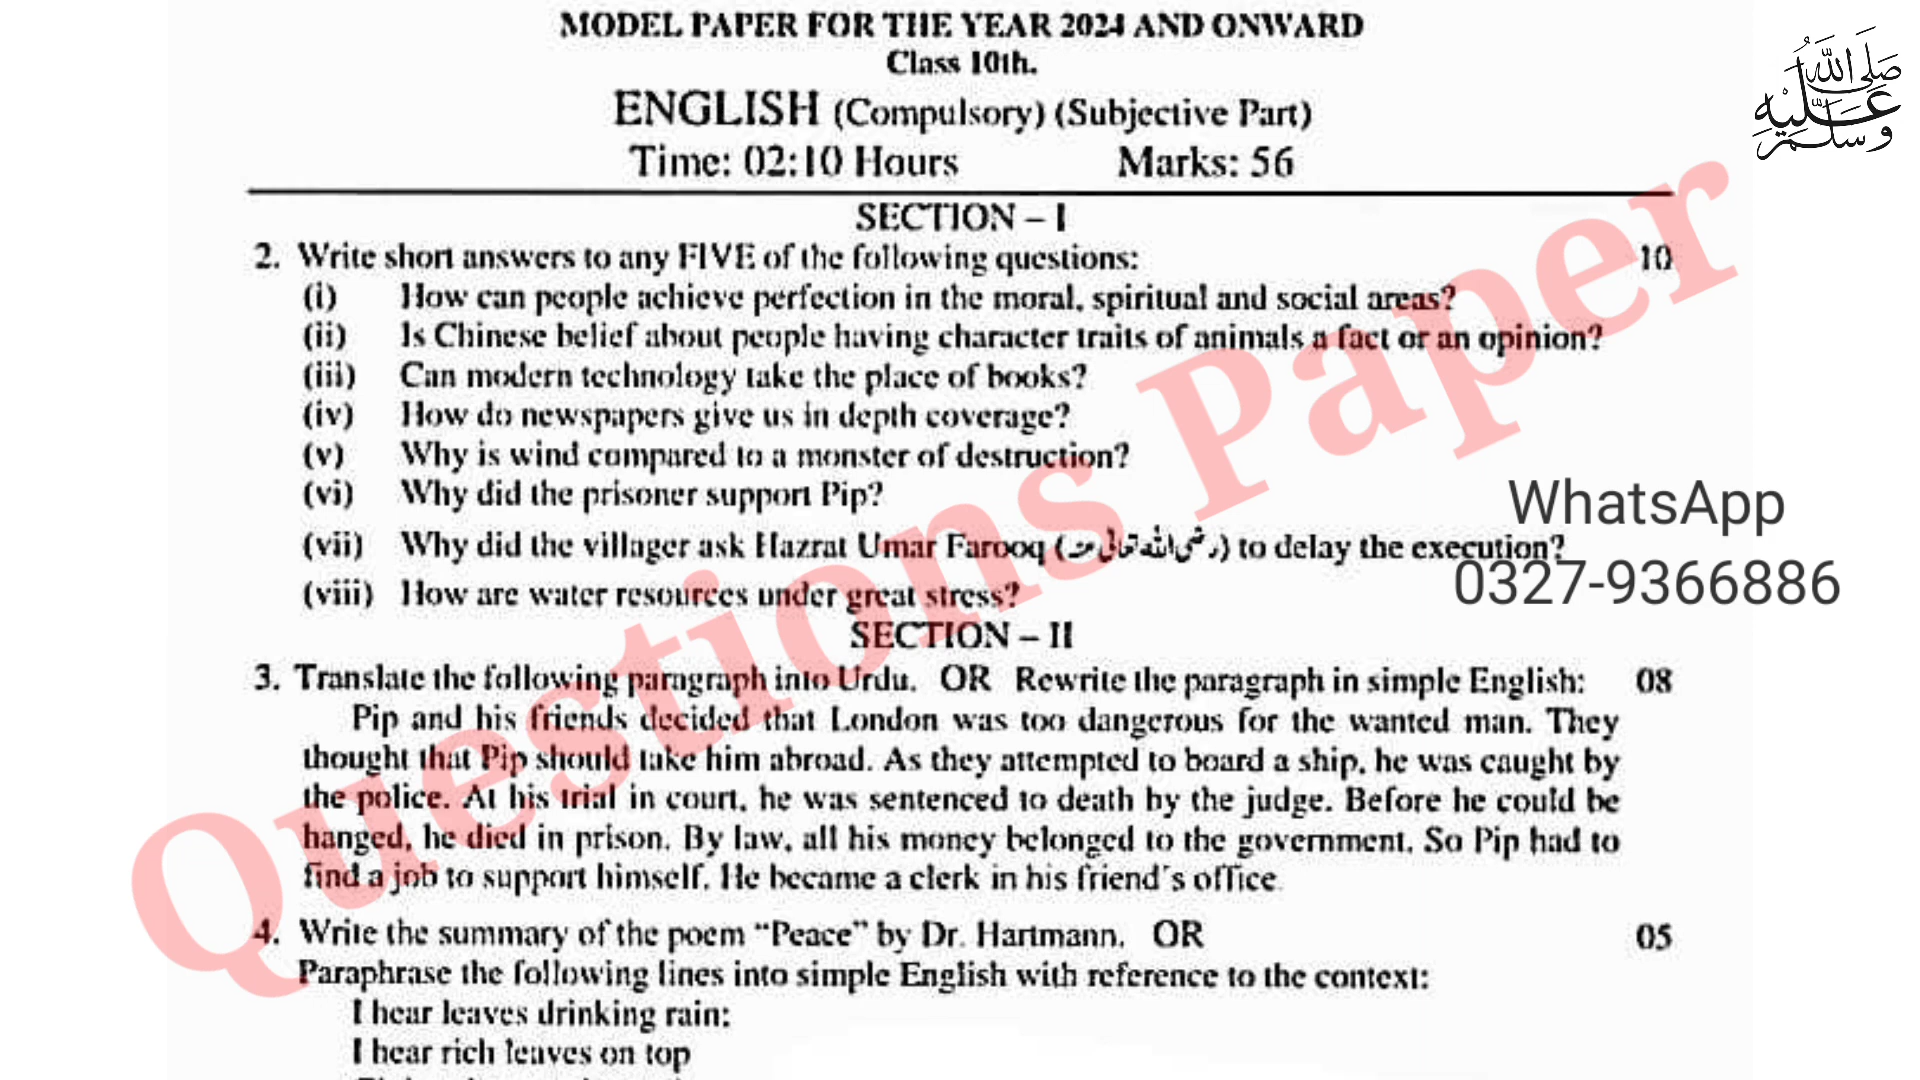 MODEL PAPER FOR THE YEAR 2024 AND ONWARD
Class 10th.
ENGLISH (Compulsory) (Subjective Part)
Time: 02:10 Hours Marks: 56
صلى الله عليه وسلم
SECTION – I
2. Write short answers to any FIVE of the following questions: 10
(i) How can people achieve perfection in the moral, spiritual and social areas?
(ii) Is Chinese belief about people having character traits of animals a fact or an opinion?
(iii) Can modern technology take the place of books?
(iv) How do newspapers give us in depth coverage?
(v) Why is wind compared to a monster of destruction?
(vi) Why did the prisoner support Pip?
(vii) Why did the villager ask Hazrat Umar Farooq (رضی اللہ تعالیٰ) to delay the execution?
(viii) How are water resources under great stress?
WhatsApp
0327-9366886
SECTION – II
3. Translate the following paragraph into Urdu. OR Rewrite the paragraph in simple English: 08
Pip and his friends decided that London was too dangerous for the wanted man. They
thought that Pip should take him abroad. As they attempted to board a ship, he was caught by
the police. At his trial in court, he was sentenced to death by the judge. Before he could be
hanged, he died in prison. By law, all his money belonged to the government. So Pip had to
find a job to support himself. He became a clerk in his friend's office.
4. Write the summary of the poem “Peace” by Dr. Hartmann. OR 05
Paraphrase the following lines into simple English with reference to the context:
I hear leaves drinking rain;
I hear rich leaves on top
Questions Paper